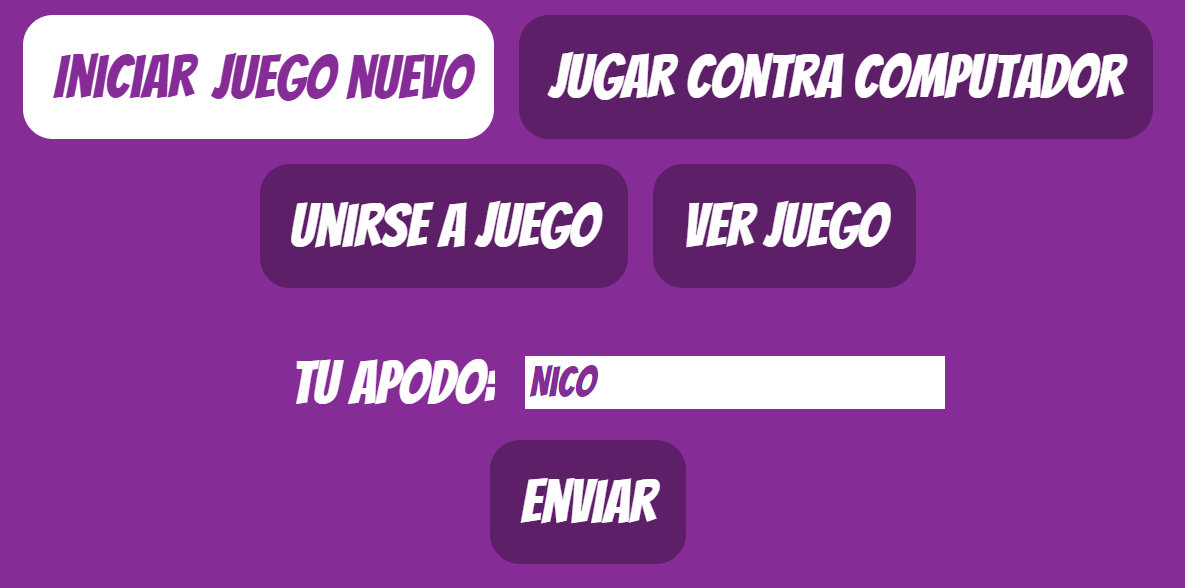 INICIAR JUEGO NUEVO JUGAR CONTRA COMPUTADOR
UNIRSE A JUEGO VER JUEGO
TU APODO: NICO
ENVIAR